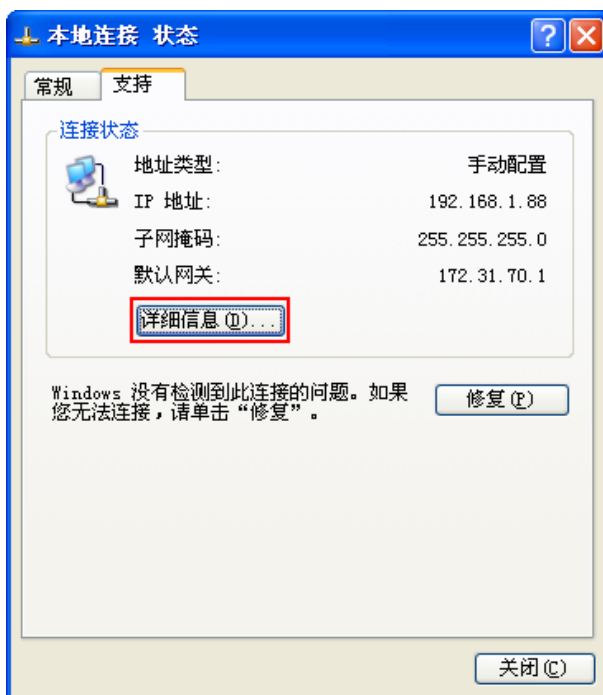 本地连接 状态
常规
支持
连接状态
地址类型:
手动配置
IP 地址:
192.168.1.88
子网掩码:
255.255.255.0
默认网关:
172.31.70.1
详细信息(D)...
Windows 没有检测到此连接的问题。如果
您无法连接，请单击“修复”。
修复(P)
关闭(C)